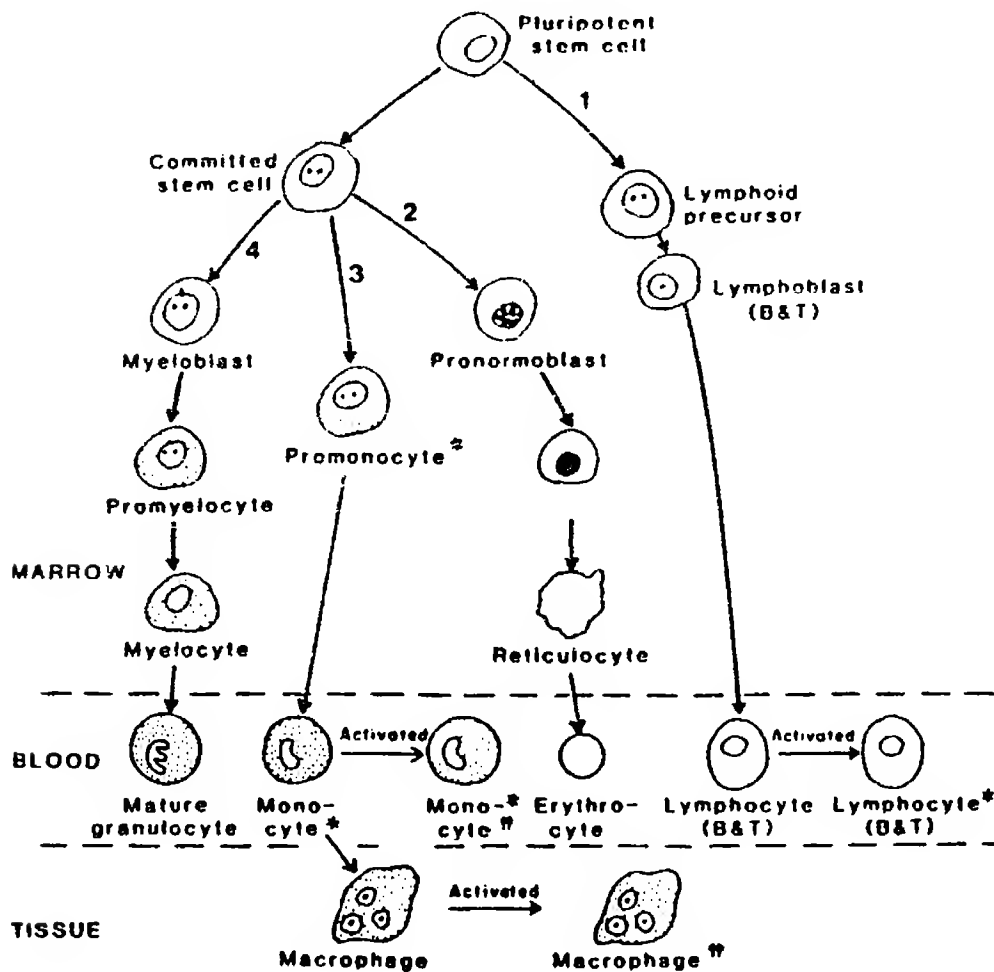 Pluripotent
stem cell
1
Committed
stem cell
2
Lymphoid
precursor
4
3
Lymphoblast
(B&T)
Myeloblast
Pronormoblast
Promonocyte*
Promyelocyte
MARROW
Myelocyte
Reticulocyte
Activated
Activated
BLOOD
Mature
granulocyte
Mono-
cyte*
Mono-*
cyte⁋
Erythro-
cyte
Lymphocyte
(B&T)
Lymphocyte*
(B&T)
Activated
TISSUE
Macrophage
Macrophage⁋